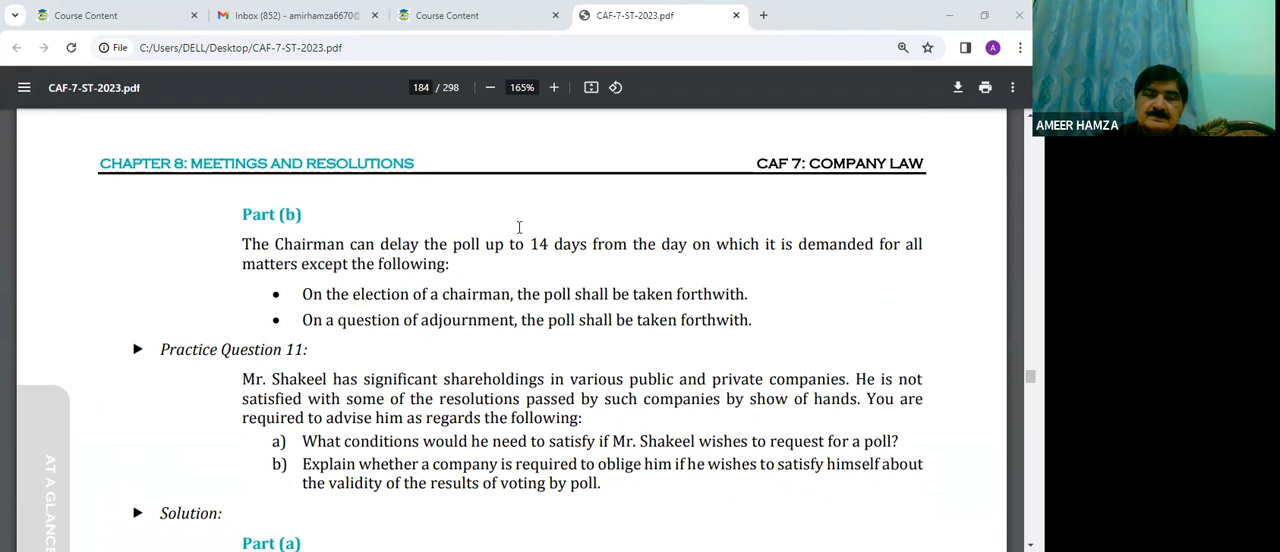 Course Content
Inbox (852) - amirhamza6670@
Course Content
CAF-7-ST-2023.pdf
File
C:/Users/DELL/Desktop/CAF-7-ST-2023.pdf
A
CAF-7-ST-2023.pdf
184 / 298
165%
AMEER HAMZA
CHAPTER 8: MEETINGS AND RESOLUTIONS CAF 7: COMPANY LAW
Part (b)
The Chairman can delay the poll up to 14 days from the day on which it is demanded for all
matters except the following:
• On the election of a chairman, the poll shall be taken forthwith.
• On a question of adjournment, the poll shall be taken forthwith.
Practice Question 11:
Mr. Shakeel has significant shareholdings in various public and private companies. He is not
satisfied with some of the resolutions passed by such companies by show of hands. You are
required to advise him as regards the following:
a) What conditions would he need to satisfy if Mr. Shakeel wishes to request for a poll?
b) Explain whether a company is required to oblige him if he wishes to satisfy himself about
the validity of the results of voting by poll.
Solution:
Part (a)
AT A GLANCE